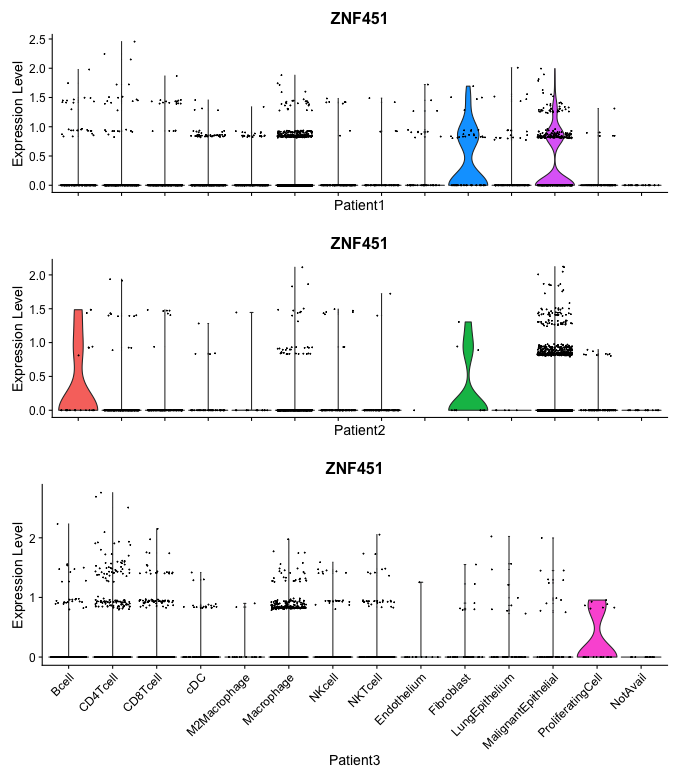 ZNF451
Expression Level
2.5
2.0
1.5
1.0
0.5
0.0
Patient1
ZNF451
Expression Level
2.0
1.5
1.0
0.5
0.0
Patient2
ZNF451
Expression Level
2
1
0
Bcell
CD4Tcell
CD8Tcell
cDC
M2Macrophage
Macrophage
NKcell
NKTcell
Endothelium
Fibroblast
LungEpithelium
MalignantEpithelial
ProliferatingCell
NotAvail
Patient3